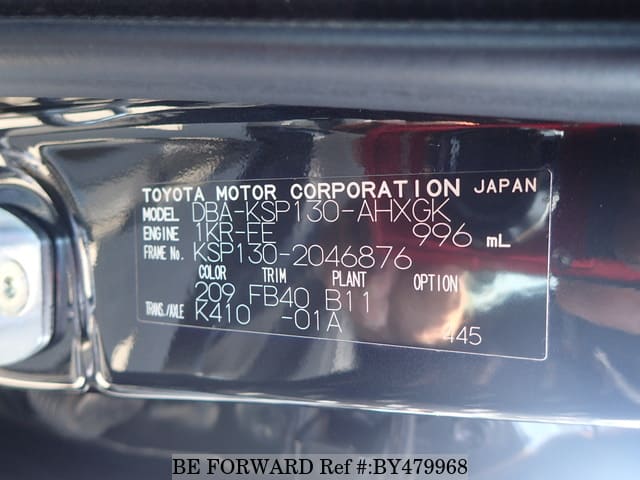 TOYOTA MOTOR CORPORATION JAPAN
MODEL DBA-KSP130-AHXGK
ENGINE 1KR-FE 996 mL
FRAME No. KSP130-2046876
COLOR TRIM PLANT OPTION
209 FB40 B11
TRANS./AXLE K410 -01A
445
BE FORWARD Ref #:BY479968